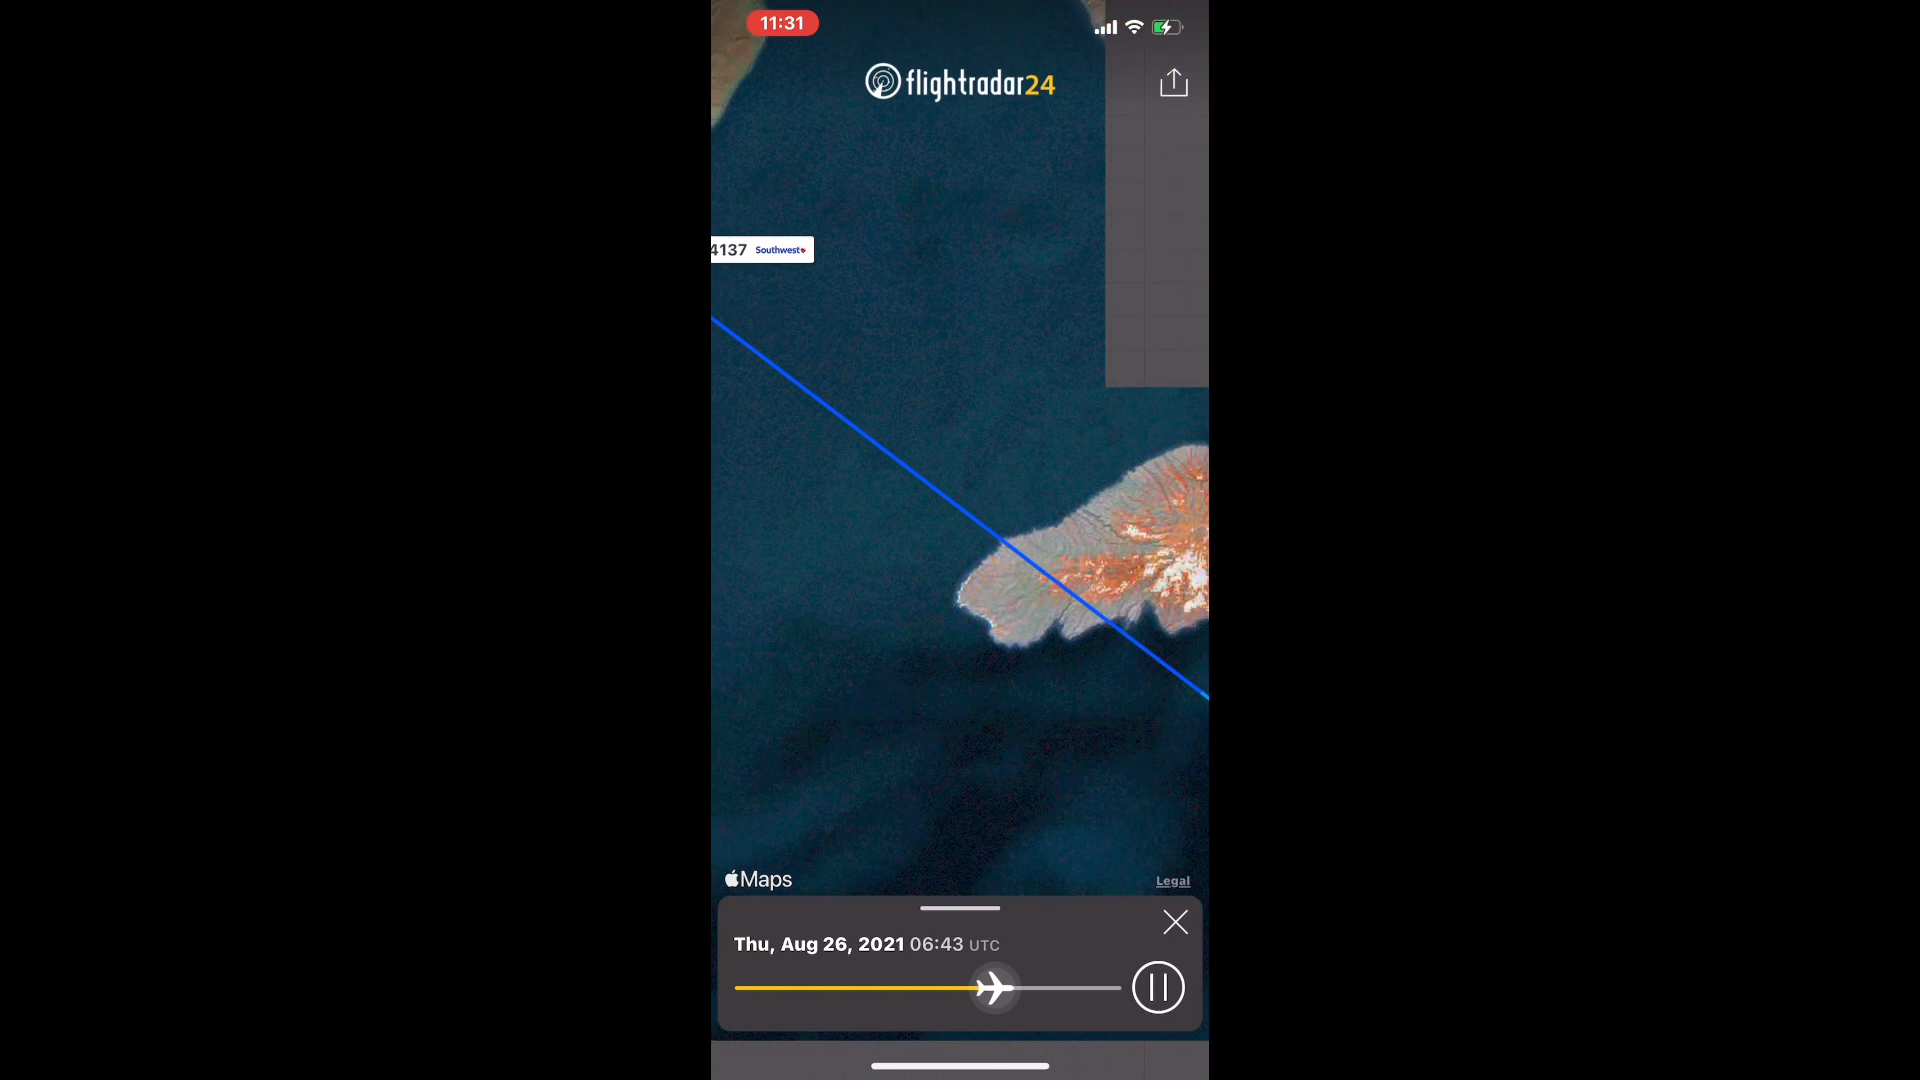 11:31
flightradar24
4137 Southwest
Maps
Legal
Thu, Aug 26, 2021 06:43 UTC